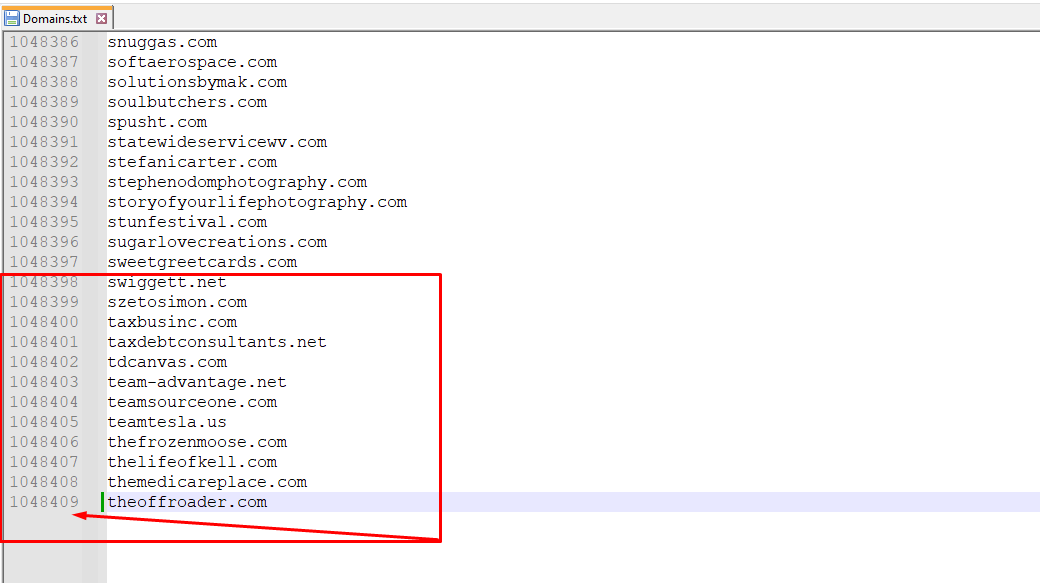 Domains.txt
1048386 snuggas.com
1048387 softaerospace.com
1048388 solutionsbymak.com
1048389 soulbutchers.com
1048390 spusht.com
1048391 statewideservicewv.com
1048392 stefanicarter.com
1048393 stephenodomphotography.com
1048394 storyofyourlifephotography.com
1048395 stunfestival.com
1048396 sugarlovecreations.com
1048397 sweetgreetcards.com
1048398 swiggett.net
1048399 szetosimon.com
1048400 taxbusinc.com
1048401 taxdebtconsultants.net
1048402 tdcanvas.com
1048403 team-advantage.net
1048404 teamsourceone.com
1048405 teamtesla.us
1048406 thefrozenmoose.com
1048407 thelifeofkell.com
1048408 themedicareplace.com
1048409 theoffroader.com